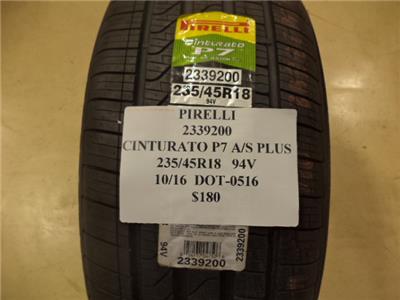 PIRELLI
Cinturato
P7
2339200
235/45R18
94V
PIRELLI
2339200
CINTURATO P7 A/S PLUS
235/45R18 94V
10/16 DOT-0516
$180
94V
2339200